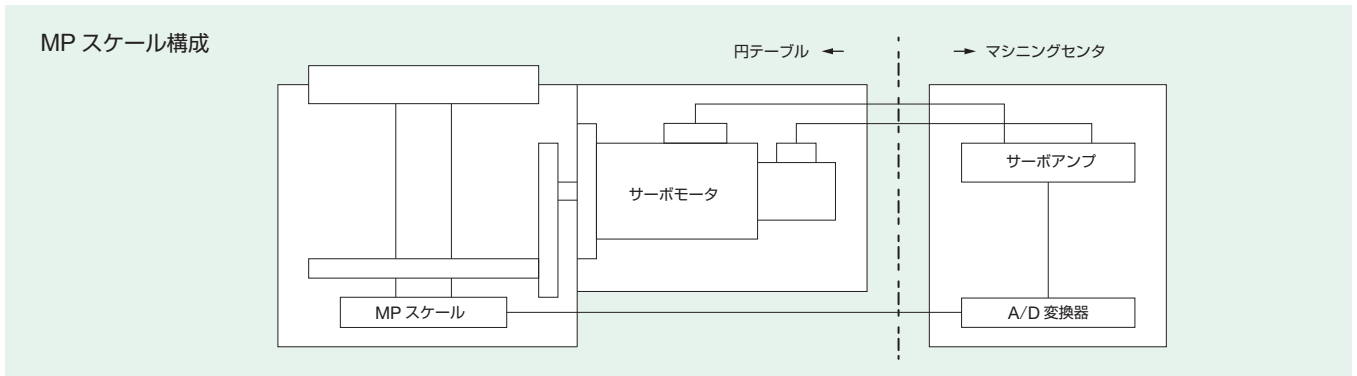 MP スケール構成
円テーブル ←
→ マシニングセンタ
サーボアンプ
サーボモータ
MP スケール
A/D 変換器